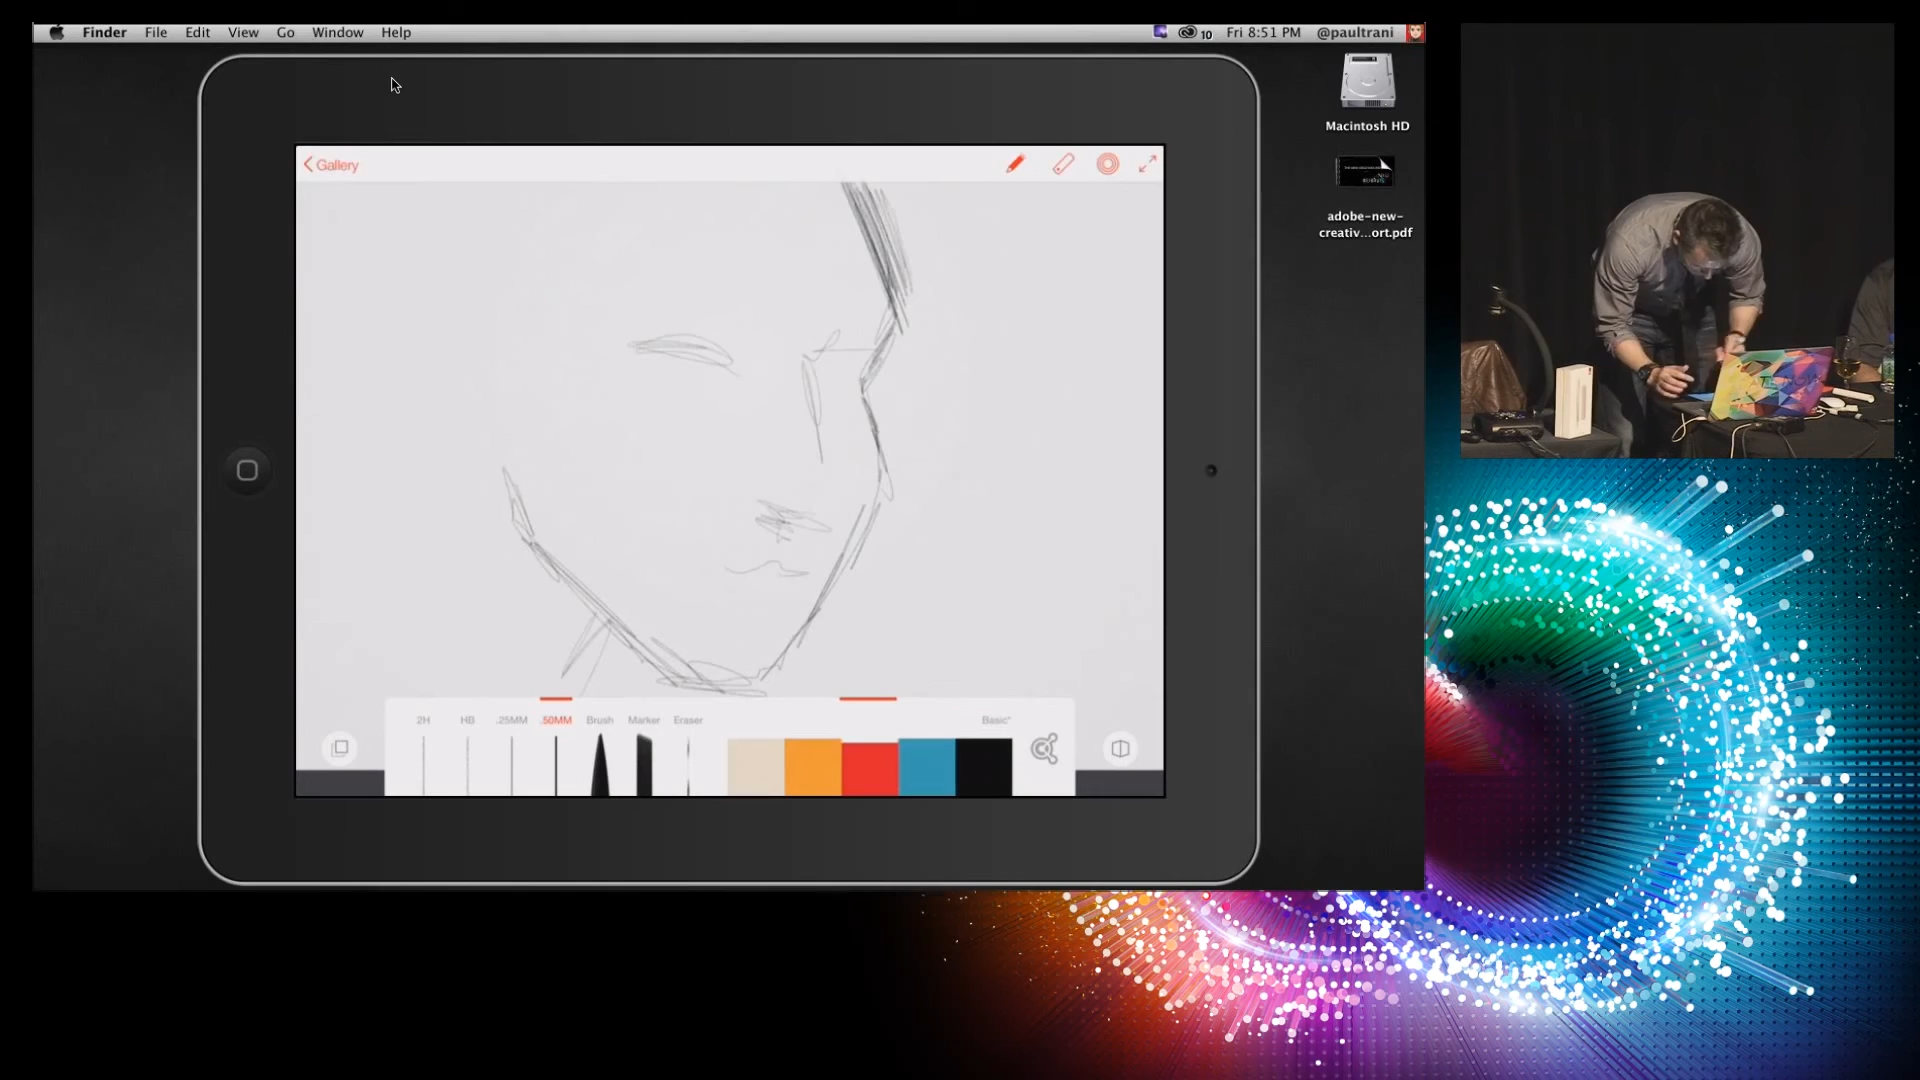 Finder File Edit View Go Window Help
10 Fri 8:51 PM @paultrani
Macintosh HD
adobe-new-
creativ...ort.pdf
Gallery
2H HB .25MM .50MM Brush Marker Eraser Basic*